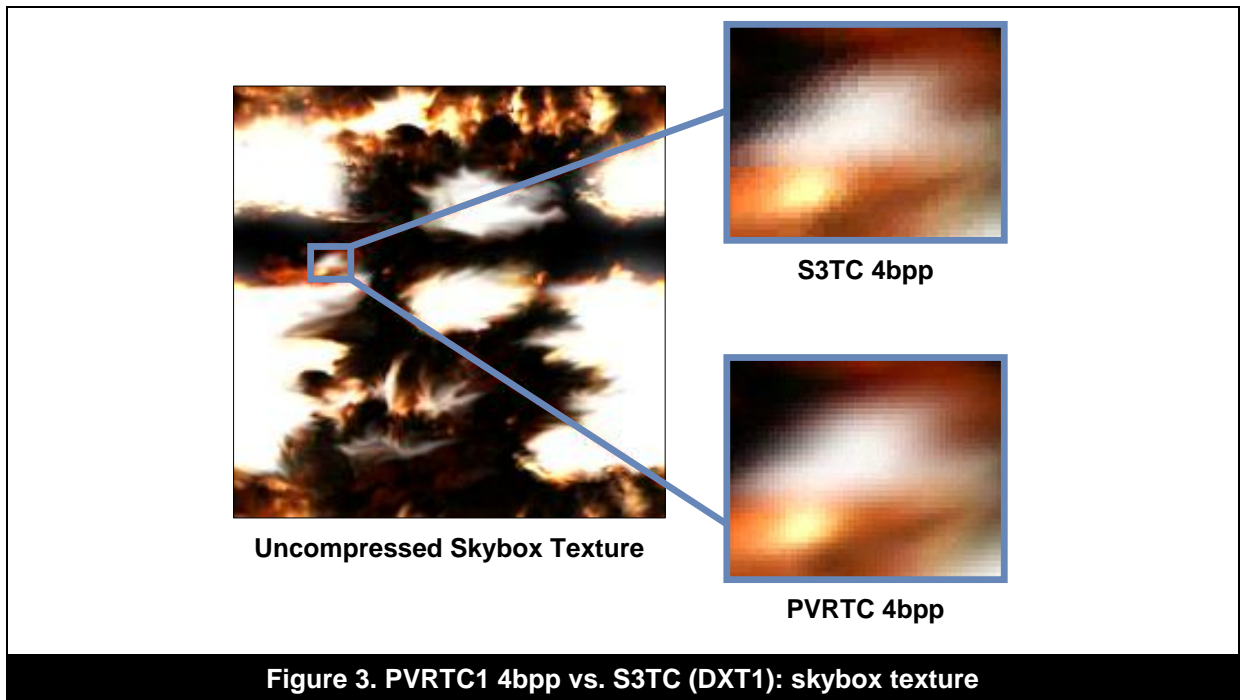 S3TC 4bpp
Uncompressed Skybox Texture
PVRTC 4bpp
Figure 3. PVRTC1 4bpp vs. S3TC (DXT1): skybox texture